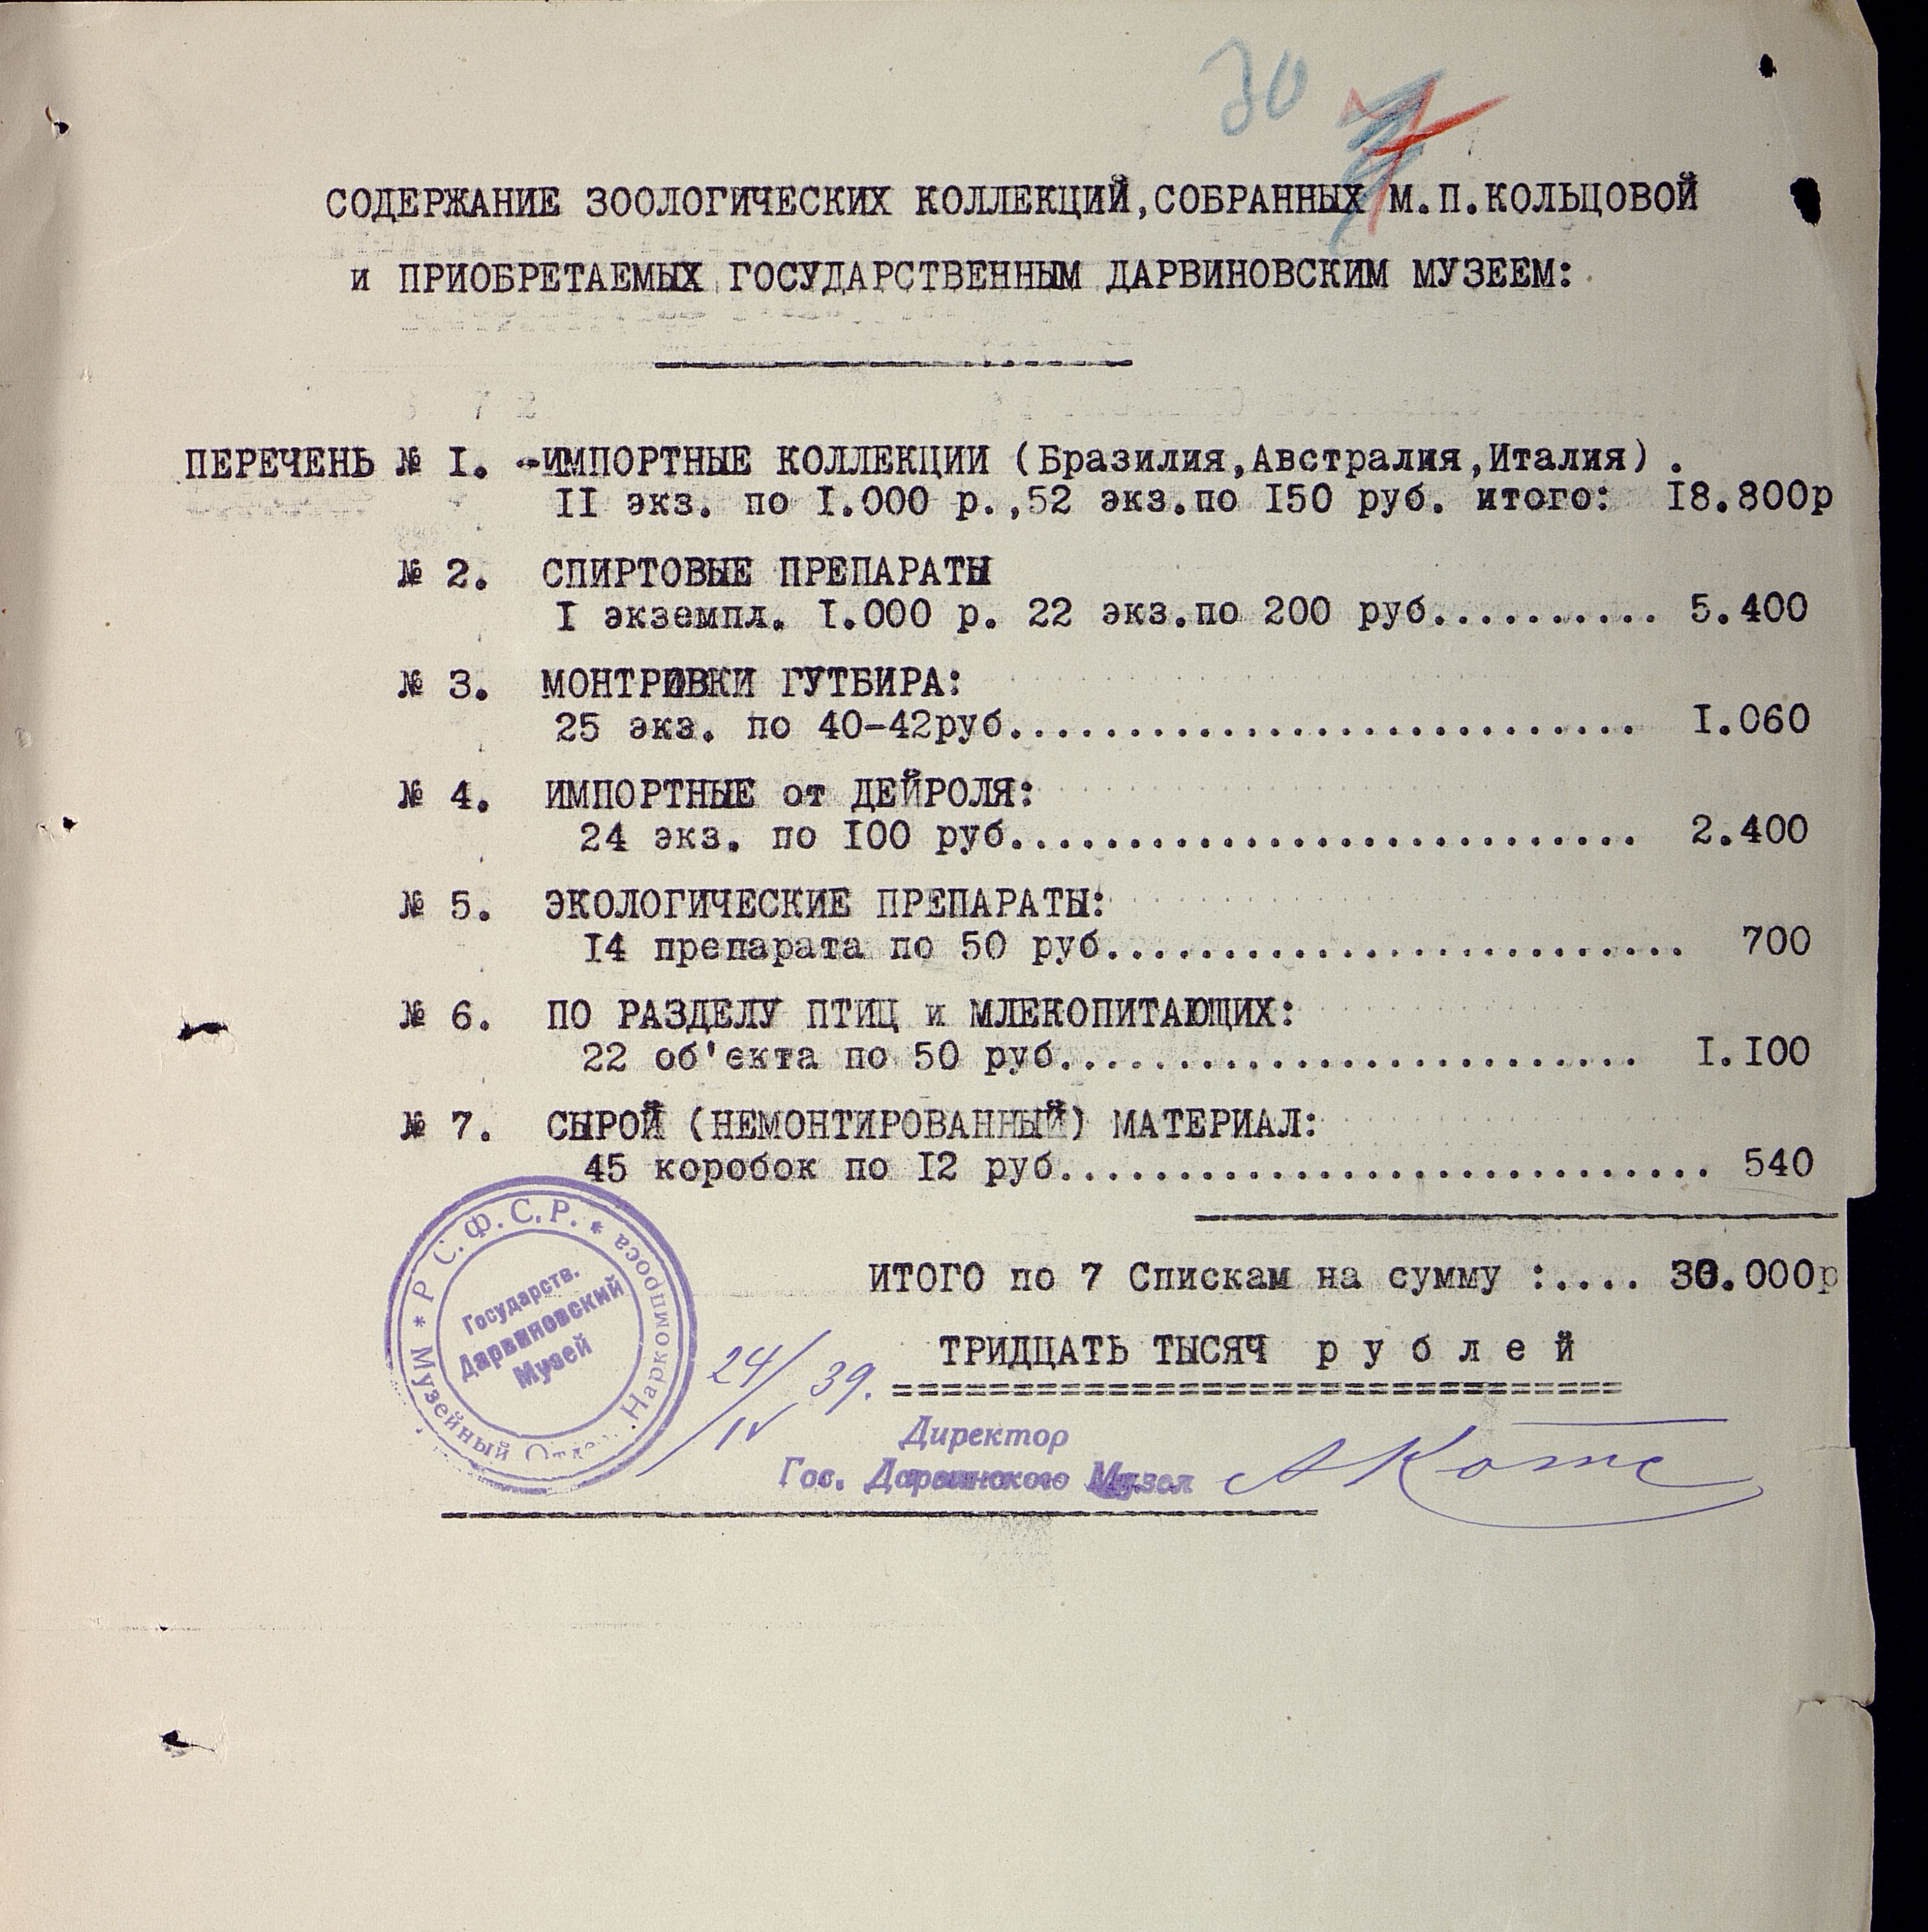 30
7
СОДЕРЖАНИЕ ЗООЛОГИЧЕСКИХ КОЛЛЕКЦИЙ,СОБРАННЫХ М.П.КОЛЬЦОВОЙ
и ПРИОБРЕТАЕМЫХ ГОСУДАРСТВЕННЫМ ДАРВИНОВСКИМ МУЗЕЕМ:
ПЕРЕЧЕНЬ № I. -ИМПОРТНЫЕ КОЛЛЕКЦИИ (Бразилия,Австралия,Италия).
II экз. по I.000 р.,52 экз.по I50 руб. итого: I8.800р
№ 2. СПИРТОВЫЕ ПРЕПАРАТЫ
I экземпл. I.000 р. 22 экз.по 200 руб.......... 5.400
№ 3. МОНТРИВКИ ГУТБИРА:
25 экз. по 40-42руб........................... I.060
№ 4. ИМПОРТНЫЕ от ДЕЙРОЛЯ:
24 экз. по I00 руб........................... 2.400
№ 5. ЭКОЛОГИЧЕСКИЕ ПРЕПАРАТЫ:
I4 препарата по 50 руб......................... 700
№ 6. ПО РАЗДЕЛУ ПТИЦ и МЛЕКОПИТАЮЩИХ:
22 об'екта по 50 руб......................... I.I00
№ 7. СЫРОЙ (НЕМОНТИРОВАННЫЙ) МАТЕРИАЛ:
45 коробок по I2 руб............................ 540
ИТОГО по 7 Спискам на сумму :.... 30.000р
ТРИДЦАТЬ ТЫСЯЧ р у б л е й
==============================
* Р С.Ф.С.Р. * Наркомпроса
Музейный Отдел
Государств.
Дарвиновский
Музей
24/IV 39.
Директор
Гос. Дарвинского Музея
АКотс